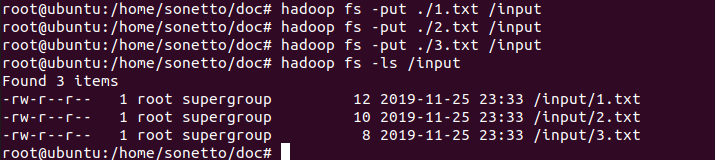 root@ubuntu:/home/sonetto/doc# hadoop fs -put ./1.txt /input
root@ubuntu:/home/sonetto/doc# hadoop fs -put ./2.txt /input
root@ubuntu:/home/sonetto/doc# hadoop fs -put ./3.txt /input
root@ubuntu:/home/sonetto/doc# hadoop fs -ls /input
Found 3 items
-rw-r--r--   1 root supergroup         12 2019-11-25 23:33 /input/1.txt
-rw-r--r--   1 root supergroup         10 2019-11-25 23:33 /input/2.txt
-rw-r--r--   1 root supergroup          8 2019-11-25 23:33 /input/3.txt
root@ubuntu:/home/sonetto/doc#